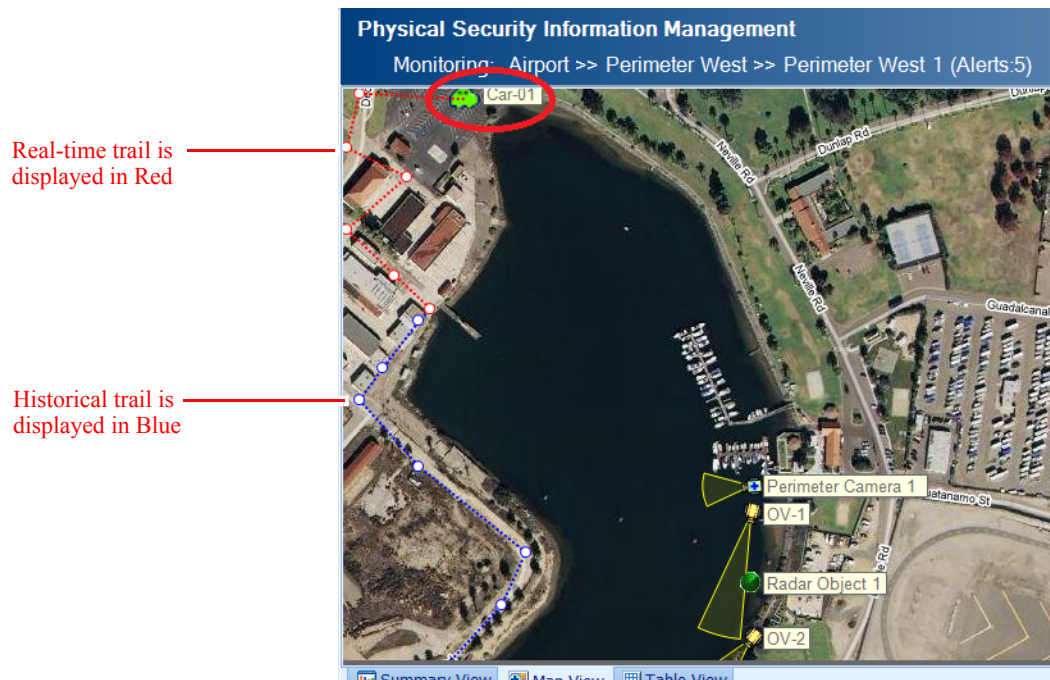 Physical Security Information Management
Monitoring: Airport >> Perimeter West >> Perimeter West 1 (Alerts:5)
Car-01
Real-time trail is
displayed in Red
Dunlap Rd
Neville Rd
Neville Rd
Guadalcanal
Historical trail is
displayed in Blue
Perimeter Camera 1
uatanamo St
OV-1
Radar Object 1
OV-2
Summary View
Map View
Table View